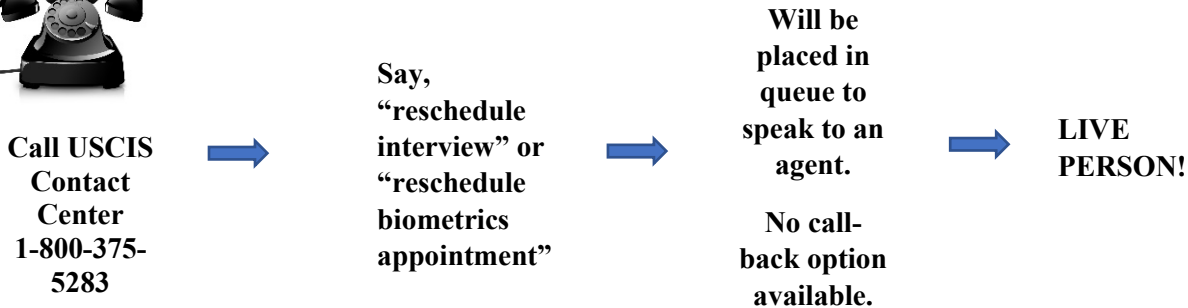 Call USCIS
Contact
Center
1-800-375-
5283
Say,
“reschedule
interview” or
“reschedule
biometrics
appointment”
Will be
placed in
queue to
speak to an
agent.
No call-
back option
available.
LIVE
PERSON!